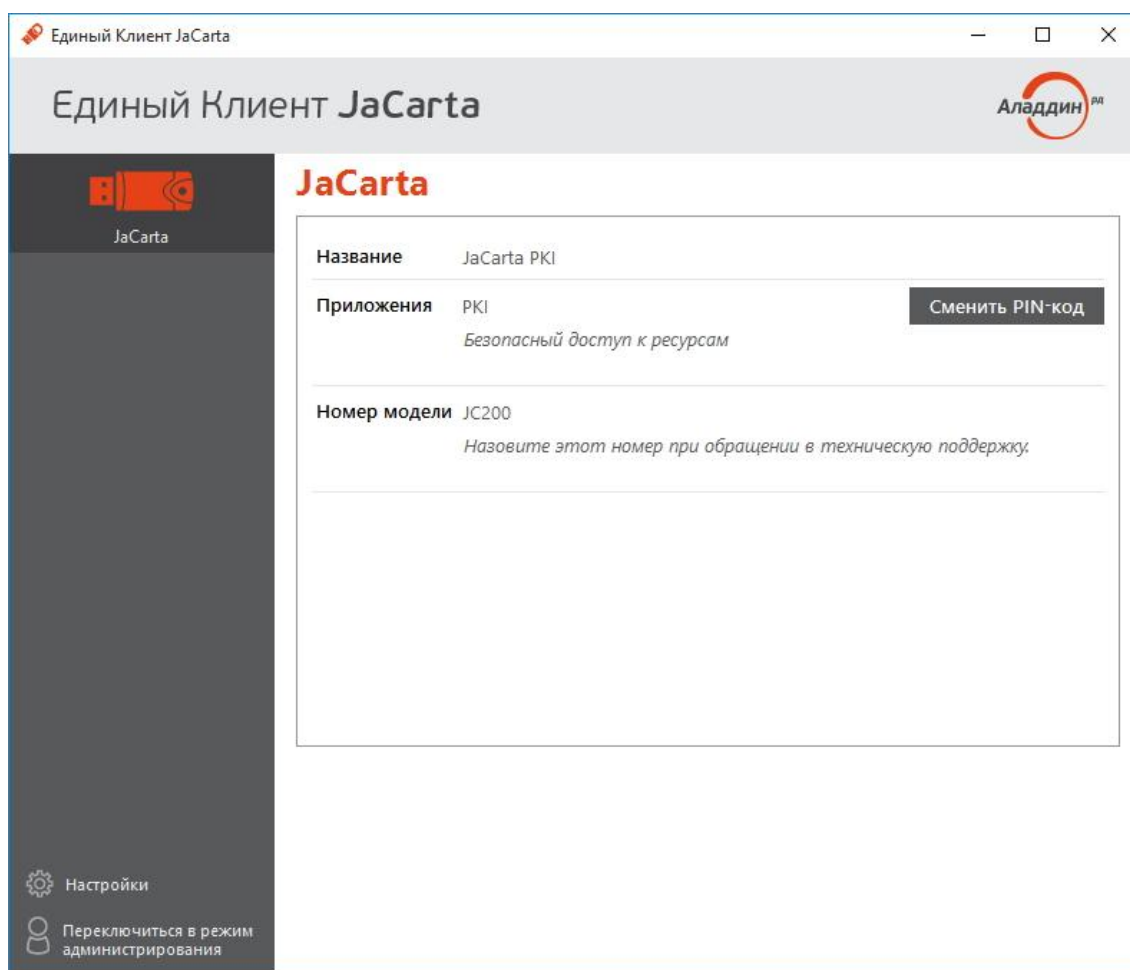 Единый Клиент JaCarta
Единый Клиент JaCarta
Аладдин РД
JaCarta
JaCarta
Название JaCarta PKI
Приложения PKI Сменить PIN-код
Безопасный доступ к ресурсам
Номер модели JC200
Назовите этот номер при обращении в техническую поддержку.
Настройки
Переключиться в режим
администрирования